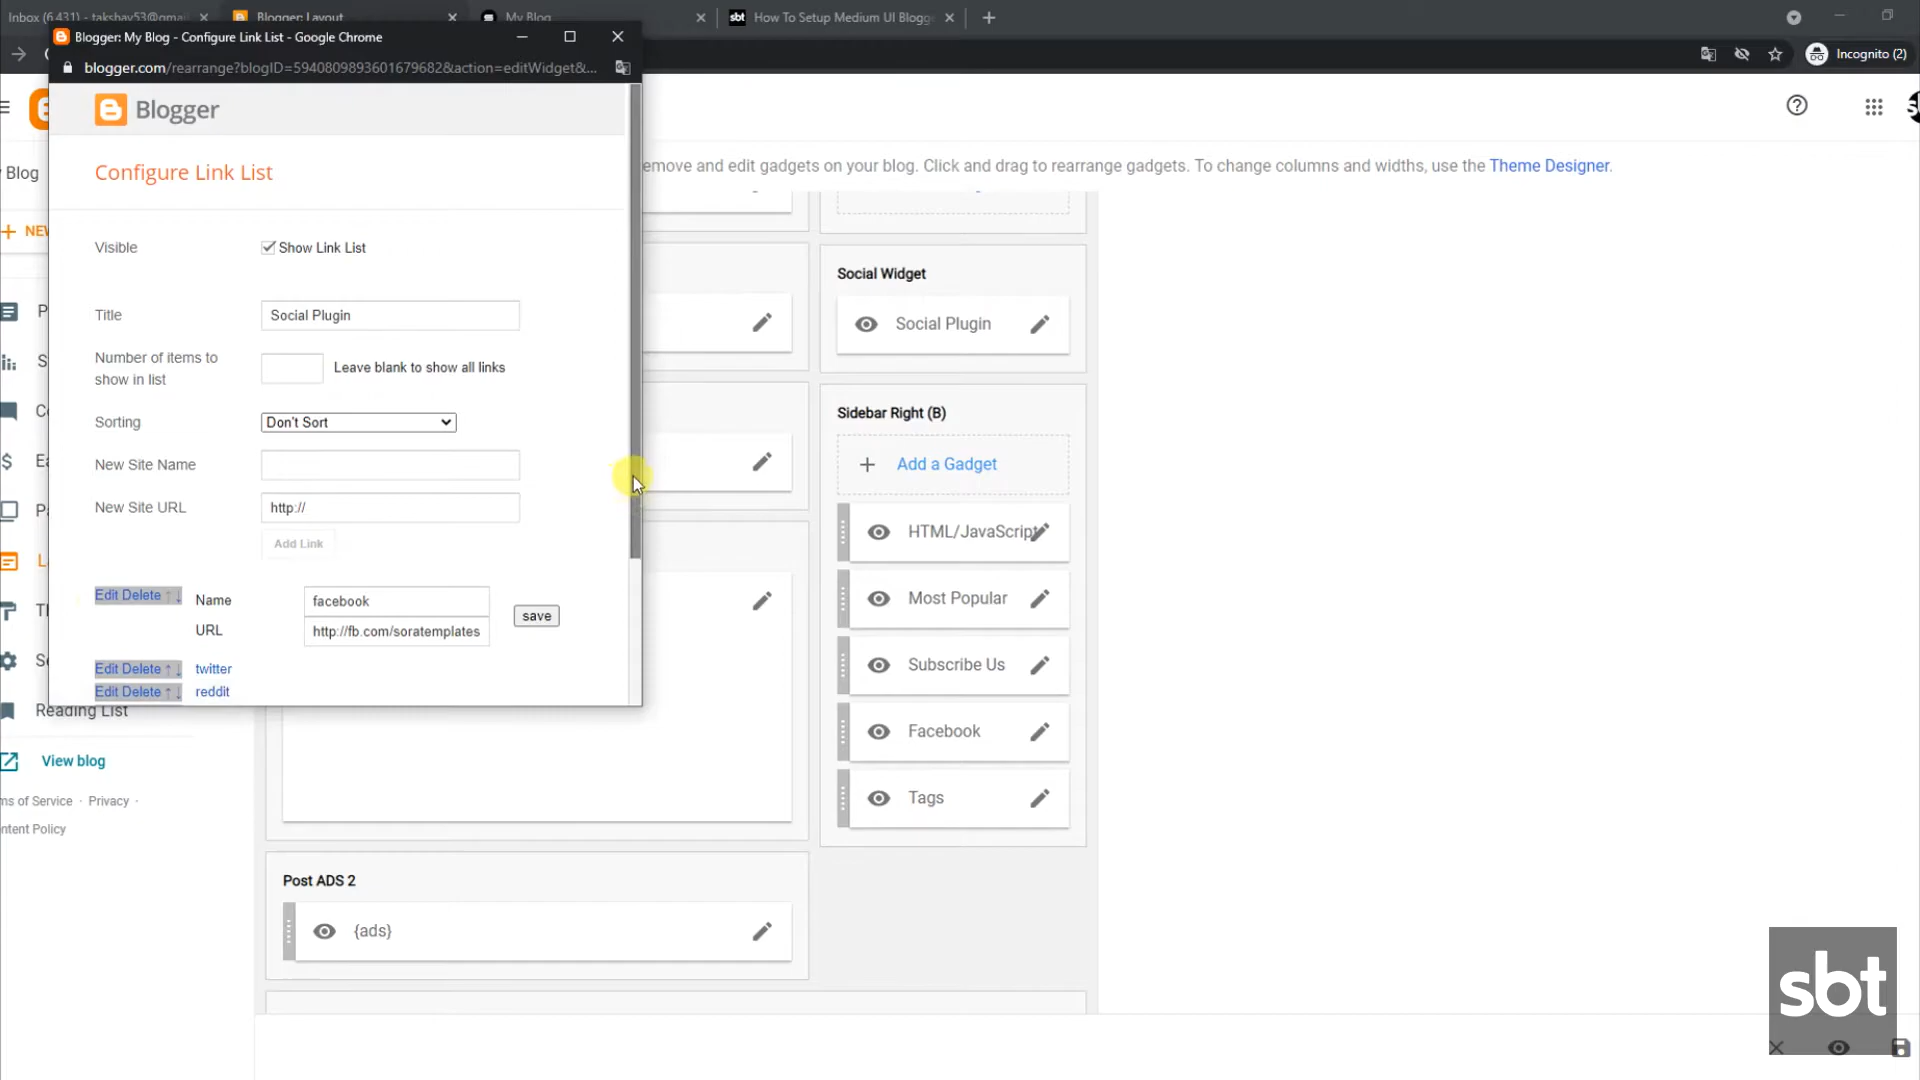 Inbox (6,431) - takshay53@gma
Blogger: Layout
My Blog
sbt How To Setup Medium UI Blogg
Incognito (2)
Blogger: My Blog - Configure Link List - Google Chrome
blogger.com/rearrange?blogID=5940809893601679682&action=editWidget&...
Blogger
Configure Link List
Visible
Show Link List
Title
Social Plugin
Number of items to show in list
Leave blank to show all links
Sorting
Don't Sort
New Site Name
New Site URL
http://
Add Link
Edit Delete ↑ ↓
Name
facebook
URL
http://fb.com/soratemplates
save
Edit Delete ↑ ↓ twitter
Edit Delete ↑ ↓ reddit
emove and edit gadgets on your blog. Click and drag to rearrange gadgets. To change columns and widths, use the Theme Designer.
Blog
NEW
Reading List
View blog
ms of Service · Privacy ·
ntent Policy
Social Widget
Social Plugin
Sidebar Right (B)
Add a Gadget
HTML/JavaScript
Most Popular
Subscribe Us
Facebook
Tags
Post ADS 2
{ads}
sbt